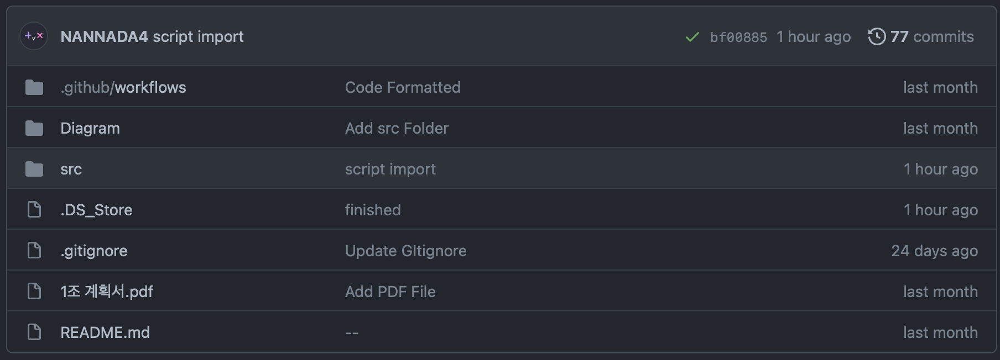 NANNADA4 script import bf00885 1 hour ago 77 commits
.github/workflows Code Formatted last month
Diagram Add src Folder last month
src script import 1 hour ago
.DS_Store finished 1 hour ago
.gitignore Update GItignore 24 days ago
1조 계획서.pdf Add PDF File last month
README.md -- last month